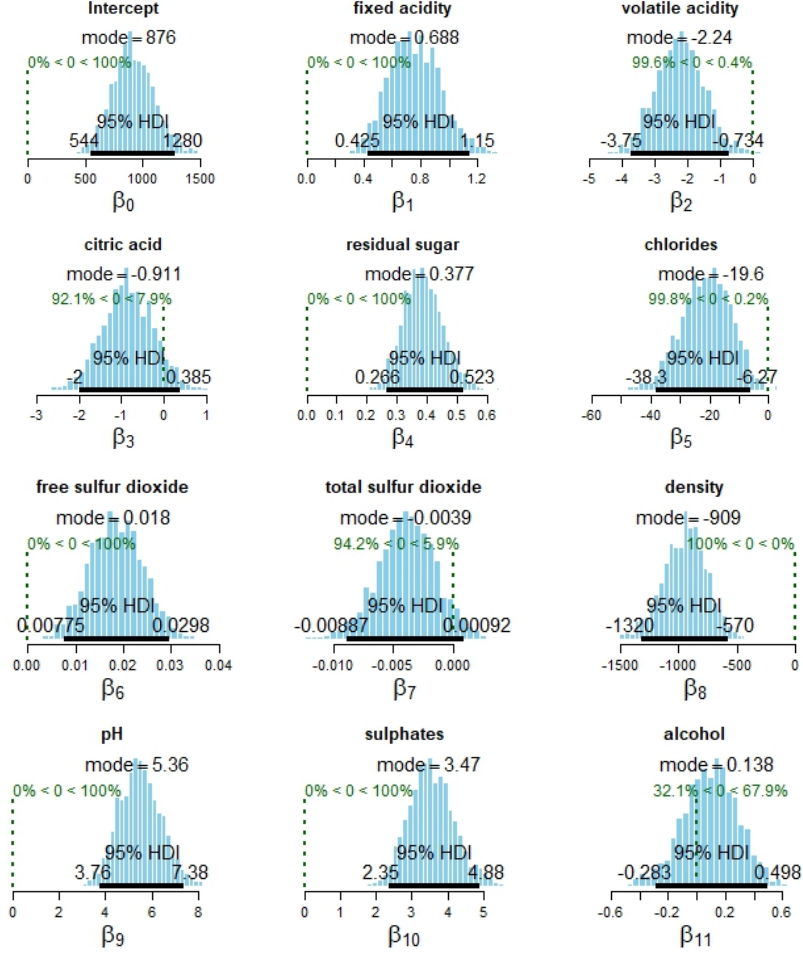 Intercept
mode = 876
0% < 0 < 100%
95% HDI
544 1280
0 500 1000 1500
β0
fixed acidity
mode = 0.688
0% < 0 < 100%
95% HDI
0.425 1.15
0.0 0.4 0.8 1.2
β1
volatile acidity
mode = -2.24
99.6% < 0 < 0.4%
95% HDI
-3.75 -0.734
-5 -4 -3 -2 -1 0
β2
citric acid
mode = -0.911
92.1% < 0 < 7.9%
95% HDI
-2 0.385
-3 -2 -1 0 1
β3
residual sugar
mode = 0.377
0% < 0 < 100%
95% HDI
0.266 0.523
0.0 0.1 0.2 0.3 0.4 0.5 0.6
β4
chlorides
mode = -19.6
99.8% < 0 < 0.2%
95% HDI
-38.3 -6.27
-60 -40 -20 0
β5
free sulfur dioxide
mode = 0.018
0% < 0 < 100%
95% HDI
0.00775 0.0298
0.00 0.01 0.02 0.03 0.04
β6
total sulfur dioxide
mode = -0.0039
94.2% < 0 < 5.9%
95% HDI
-0.00887 0.00092
-0.010 -0.005 0.000
β7
density
mode = -909
100% < 0 < 0%
95% HDI
-1320 -570
-1500 -1000 -500 0
β8
pH
mode = 5.36
0% < 0 < 100%
95% HDI
3.76 7.38
0 2 4 6 8
β9
sulphates
mode = 3.47
0% < 0 < 100%
95% HDI
2.35 4.88
0 1 2 3 4 5
β10
alcohol
mode = 0.138
32.1% < 0 < 67.9%
95% HDI
-0.283 0.498
-0.6 -0.2 0.2 0.6
β11